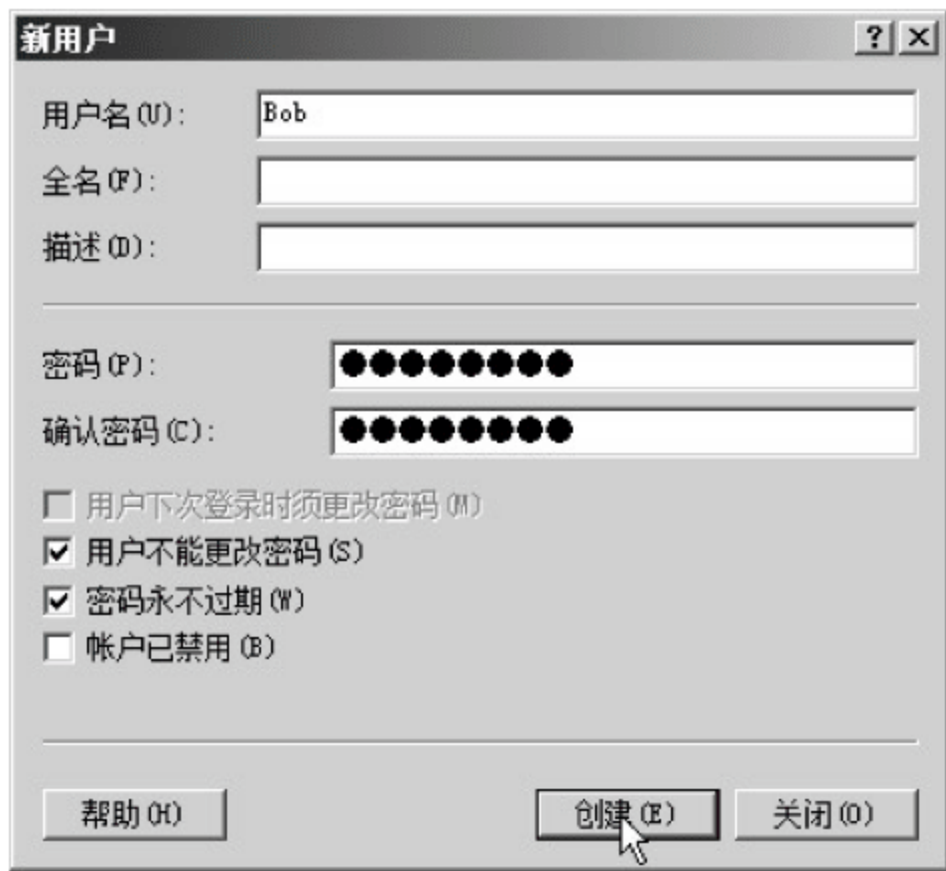 新用户
用户名(U): Bob
全名(F):
描述(D):
密码(P): ●●●●●●●●
确认密码(C): ●●●●●●●●
用户下次登录时须更改密码(M)
用户不能更改密码(S)
密码永不过期(W)
帐户已禁用(B)
帮助(H) 创建(E) 关闭(O)